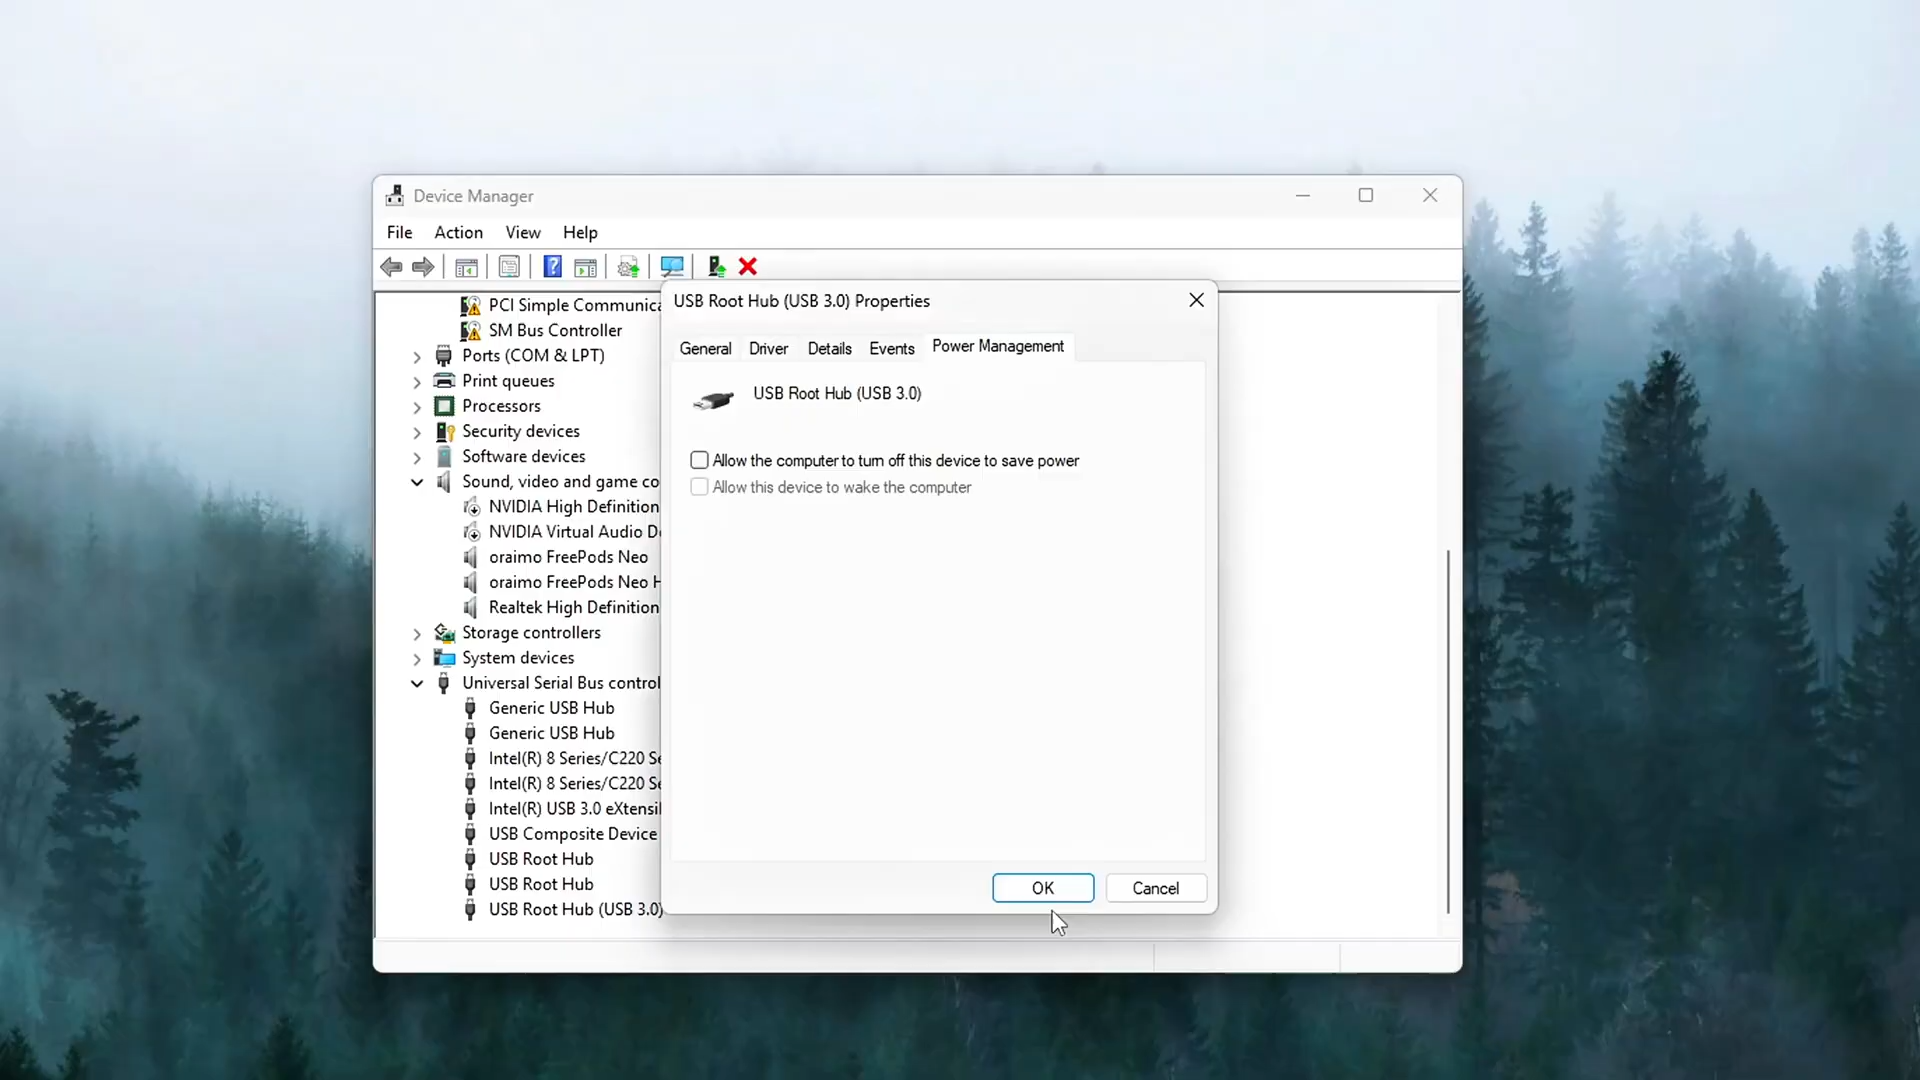 Device Manager
File Action View Help
PCI Simple Communica
SM Bus Controller
Ports (COM & LPT)
Print queues
Processors
Security devices
Software devices
Sound, video and game co
NVIDIA High Definition
NVIDIA Virtual Audio D
oraimo FreePods Neo
oraimo FreePods Neo H
Realtek High Definition
Storage controllers
System devices
Universal Serial Bus control
Generic USB Hub
Generic USB Hub
Intel(R) 8 Series/C220 Se
Intel(R) 8 Series/C220 Se
Intel(R) USB 3.0 eXtensi
USB Composite Device
USB Root Hub
USB Root Hub
USB Root Hub (USB 3.0)
USB Root Hub (USB 3.0) Properties
General Driver Details Events Power Management
USB Root Hub (USB 3.0)
Allow the computer to turn off this device to save power
Allow this device to wake the computer
OK Cancel